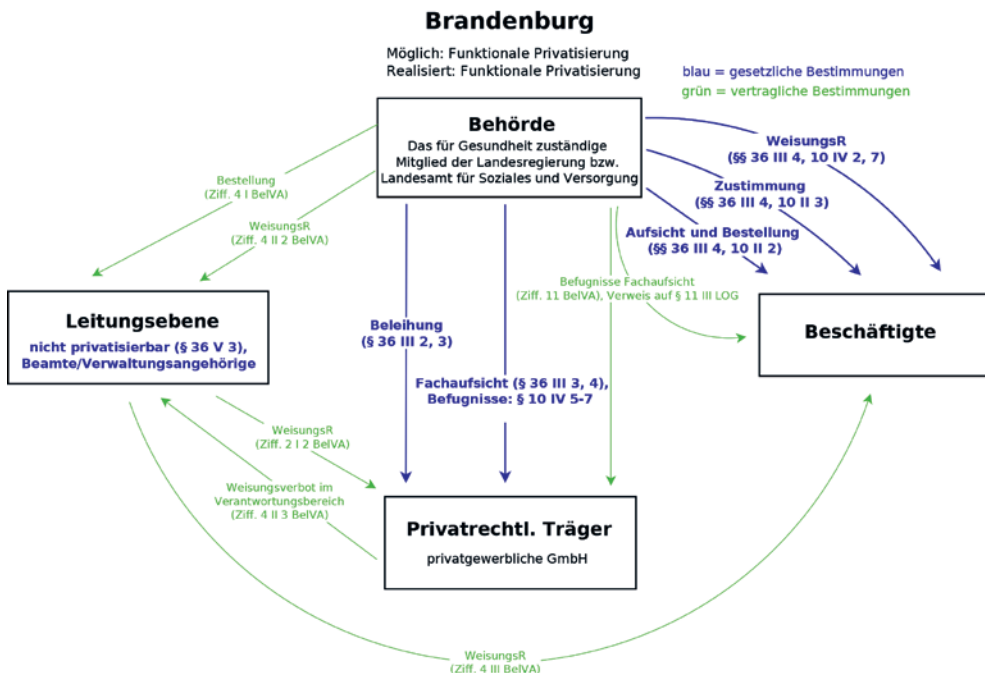 Brandenburg
Möglich: Funktionale Privatisierung
Realisiert: Funktionale Privatisierung
blau = gesetzliche Bestimmungen
grün = vertragliche Bestimmungen
Behörde
Das für Gesundheit zuständige
Mitglied der Landesregierung bzw.
Landesamt für Soziales und Versorgung
WeisungsR
(§§ 36 III 4, 10 IV 2, 7)
Zustimmung
(§§ 36 III 4, 10 II 3)
Aufsicht und Bestellung
(§§ 36 III 4, 10 II 2)
Bestellung
(Ziff. 4 I BelVA)
WeisungsR
(Ziff. 4 II 2 BelVA)
Befugnisse Fachaufsicht
(Ziff. 11 BelVA), Verweis auf § 11 III LOG
Leitungsebene
nicht privatisierbar (§ 36 V 3),
Beamte/Verwaltungsangehörige
Beleihung
(§ 36 III 2, 3)
Beschäftigte
Fachaufsicht (§ 36 III 3, 4),
Befugnisse: § 10 IV 5-7
WeisungsR
(Ziff. 2 I 2 BelVA)
Weisungsverbot im
Verantwortungsbereich
(Ziff. 4 II 3 BelVA)
Privatrechtl. Träger
privatgewerbliche GmbH
WeisungsR
(Ziff. 4 III BelVA)